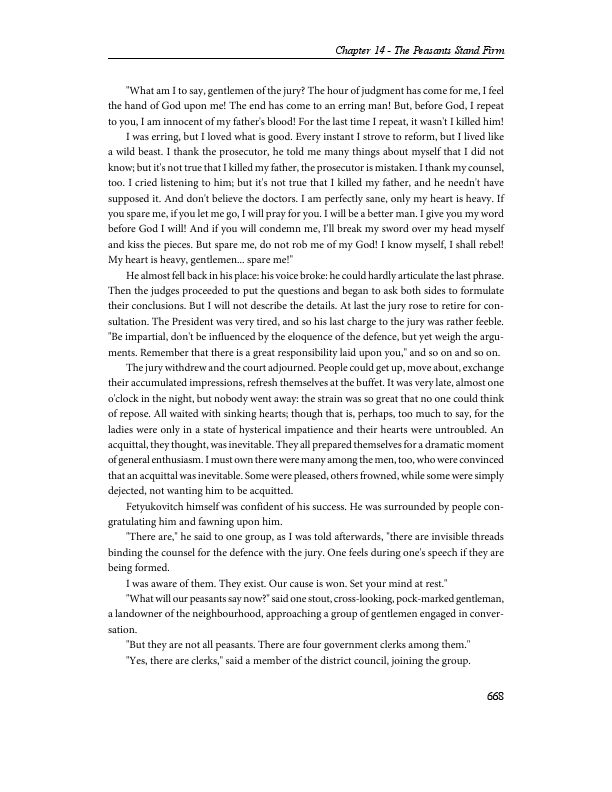 Chapter 14 - The Peasants Stand Firm
"What am I to say, gentlemen of the jury? The hour of judgment has come for me, I feel
the hand of God upon me! The end has come to an erring man! But, before God, I repeat
to you, I am innocent of my father's blood! For the last time I repeat, it wasn't I killed him!
I was erring, but I loved what is good. Every instant I strove to reform, but I lived like
a wild beast. I thank the prosecutor, he told me many things about myself that I did not
know; but it's not true that I killed my father, the prosecutor is mistaken. I thank my counsel,
too. I cried listening to him; but it's not true that I killed my father, and he needn't have
supposed it. And don't believe the doctors. I am perfectly sane, only my heart is heavy. If
you spare me, if you let me go, I will pray for you. I will be a better man. I give you my word
before God I will! And if you will condemn me, I'll break my sword over my head myself
and kiss the pieces. But spare me, do not rob me of my God! I know myself, I shall rebel!
My heart is heavy, gentlemen... spare me!"
He almost fell back in his place: his voice broke: he could hardly articulate the last phrase.
Then the judges proceeded to put the questions and began to ask both sides to formulate
their conclusions. But I will not describe the details. At last the jury rose to retire for con-
sultation. The President was very tired, and so his last charge to the jury was rather feeble.
"Be impartial, don't be influenced by the eloquence of the defence, but yet weigh the argu-
ments. Remember that there is a great responsibility laid upon you," and so on and so on.
The jury withdrew and the court adjourned. People could get up, move about, exchange
their accumulated impressions, refresh themselves at the buffet. It was very late, almost one
o'clock in the night, but nobody went away: the strain was so great that no one could think
of repose. All waited with sinking hearts; though that is, perhaps, too much to say, for the
ladies were only in a state of hysterical impatience and their hearts were untroubled. An
acquittal, they thought, was inevitable. They all prepared themselves for a dramatic moment
of general enthusiasm. I must own there were many among the men, too, who were convinced
that an acquittal was inevitable. Some were pleased, others frowned, while some were simply
dejected, not wanting him to be acquitted.
Fetyukovitch himself was confident of his success. He was surrounded by people con-
gratulating him and fawning upon him.
"There are," he said to one group, as I was told afterwards, "there are invisible threads
binding the counsel for the defence with the jury. One feels during one's speech if they are
being formed.
I was aware of them. They exist. Our cause is won. Set your mind at rest."
"What will our peasants say now?" said one stout, cross-looking, pock-marked gentleman,
a landowner of the neighbourhood, approaching a group of gentlemen engaged in conver-
sation.
"But they are not all peasants. There are four government clerks among them."
"Yes, there are clerks," said a member of the district council, joining the group.
668